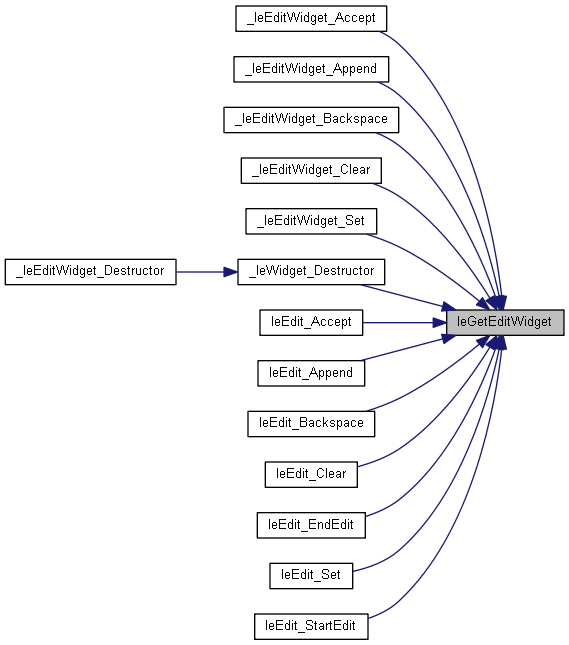 _leEditWidget_Accept
_leEditWidget_Append
_leEditWidget_Backspace
_leEditWidget_Clear
_leEditWidget_Set
_leEditWidget_Destructor
_leWidget_Destructor
leGetEditWidget
leEdit_Accept
leEdit_Append
leEdit_Backspace
leEdit_Clear
leEdit_EndEdit
leEdit_Set
leEdit_StartEdit